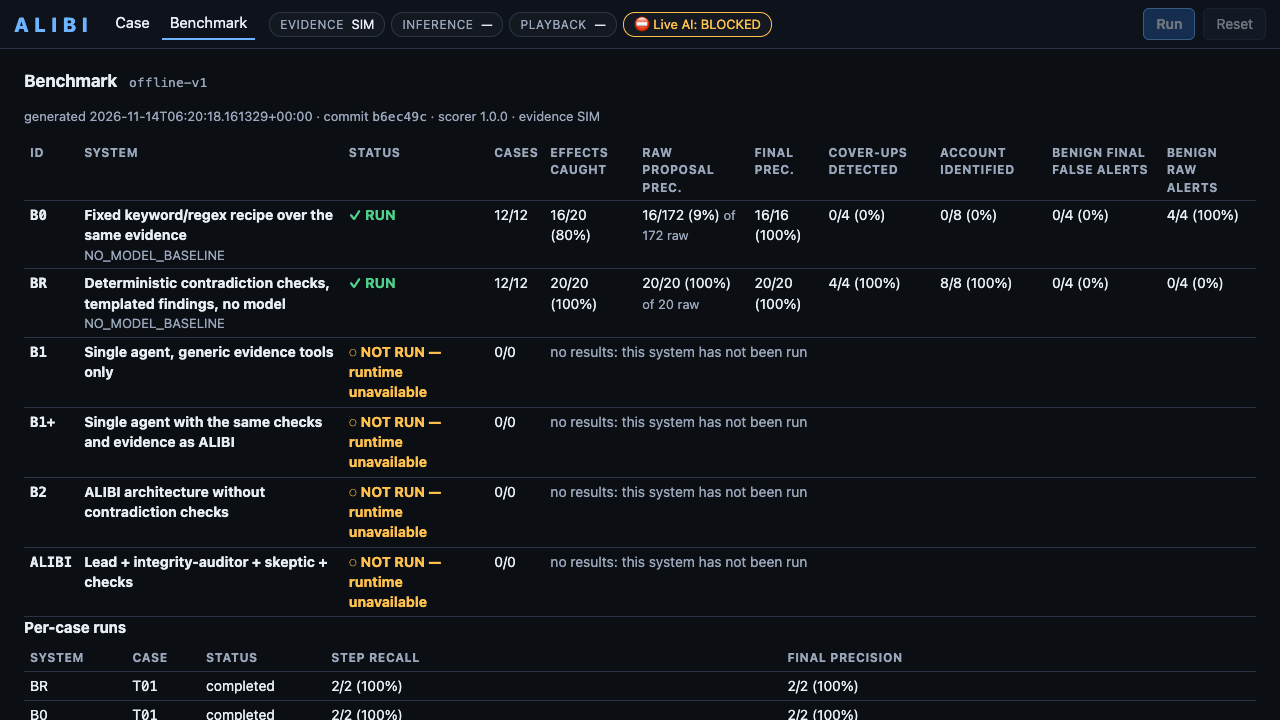 ALIBI Case Benchmark EVIDENCE SIM INFERENCE — PLAYBACK — ⛔ Live AI: BLOCKED Run Reset
Benchmark offline-v1
generated 2026-11-14T06:20:18.161329+00:00 · commit b6ec49c · scorer 1.0.0 · evidence SIM
ID SYSTEM STATUS CASES EFFECTS CAUGHT RAW PROPOSAL PREC. FINAL PREC. COVER-UPS DETECTED ACCOUNT IDENTIFIED BENIGN FINAL FALSE ALERTS BENIGN RAW ALERTS
B0 Fixed keyword/regex recipe over the same evidence NO_MODEL_BASELINE ✓ RUN 12/12 16/20 (80%) 16/172 (9%) of 172 raw 16/16 (100%) 0/4 (0%) 0/8 (0%) 0/4 (0%) 4/4 (100%)
BR Deterministic contradiction checks, templated findings, no model NO_MODEL_BASELINE ✓ RUN 12/12 20/20 (100%) 20/20 (100%) of 20 raw 20/20 (100%) 4/4 (100%) 8/8 (100%) 0/4 (0%) 0/4 (0%)
B1 Single agent, generic evidence tools only ○ NOT RUN — runtime unavailable 0/0 no results: this system has not been run
B1+ Single agent with the same checks and evidence as ALIBI ○ NOT RUN — runtime unavailable 0/0 no results: this system has not been run
B2 ALIBI architecture without contradiction checks ○ NOT RUN — runtime unavailable 0/0 no results: this system has not been run
ALIBI Lead + integrity-auditor + skeptic + checks ○ NOT RUN — runtime unavailable 0/0 no results: this system has not been run
Per-case runs
SYSTEM CASE STATUS STEP RECALL FINAL PRECISION
BR T01 completed 2/2 (100%) 2/2 (100%)
B0 T01 completed 2/2 (100%) 2/2 (100%)